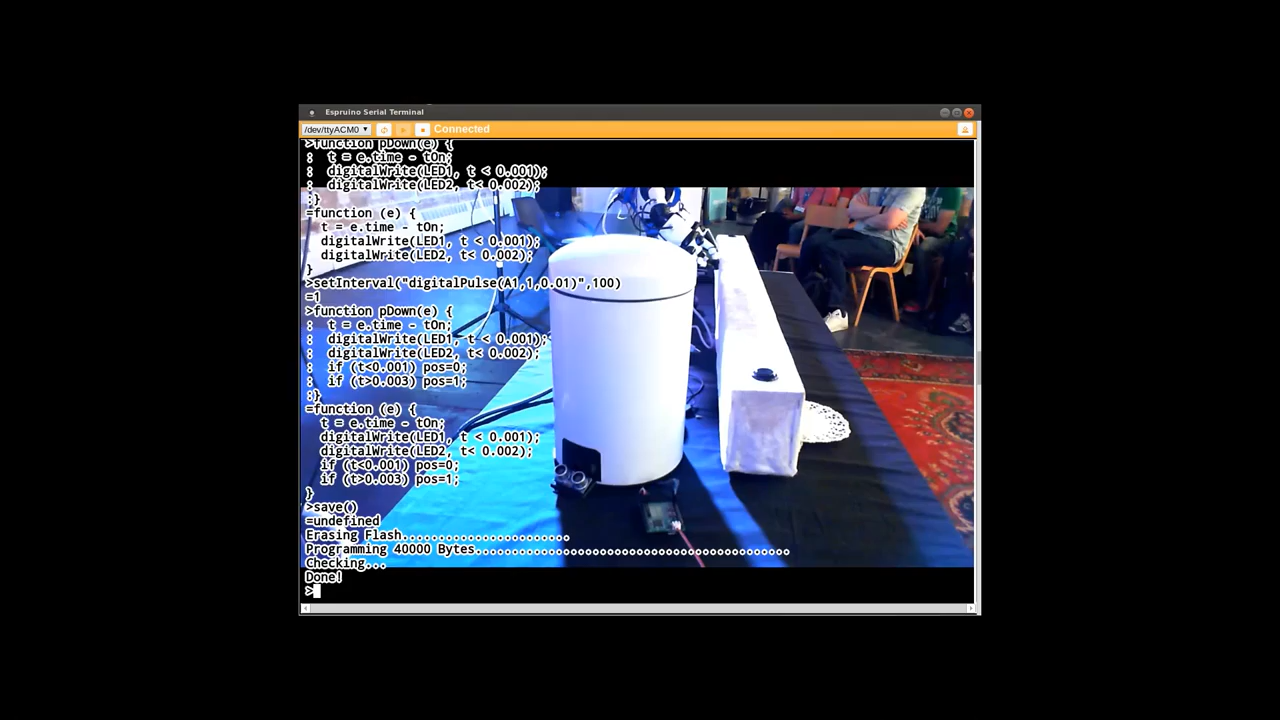 Espruino Serial Terminal
/dev/ttyACM0 Connected
>function pDown(e) {
:  t = e.time - tOn;
:  digitalWrite(LED1, t < 0.001);
:  digitalWrite(LED2, t< 0.002);
:}
=function (e) {
  t = e.time - tOn;
  digitalWrite(LED1, t < 0.001);
  digitalWrite(LED2, t< 0.002);
}
>setInterval("digitalPulse(A1,1,0.01)",100)
=1
>function pDown(e) {
:  t = e.time - tOn;
:  digitalWrite(LED1, t < 0.001);
:  digitalWrite(LED2, t< 0.002);
:  if (t<0.001) pos=0;
:  if (t>0.003) pos=1;
:}
=function (e) {
  t = e.time - tOn;
  digitalWrite(LED1, t < 0.001);
  digitalWrite(LED2, t< 0.002);
  if (t<0.001) pos=0;
  if (t>0.003) pos=1;
}
>save()
=undefined
Erasing Flash.......................
Programming 40000 Bytes...........................................
Checking...
Done!
>